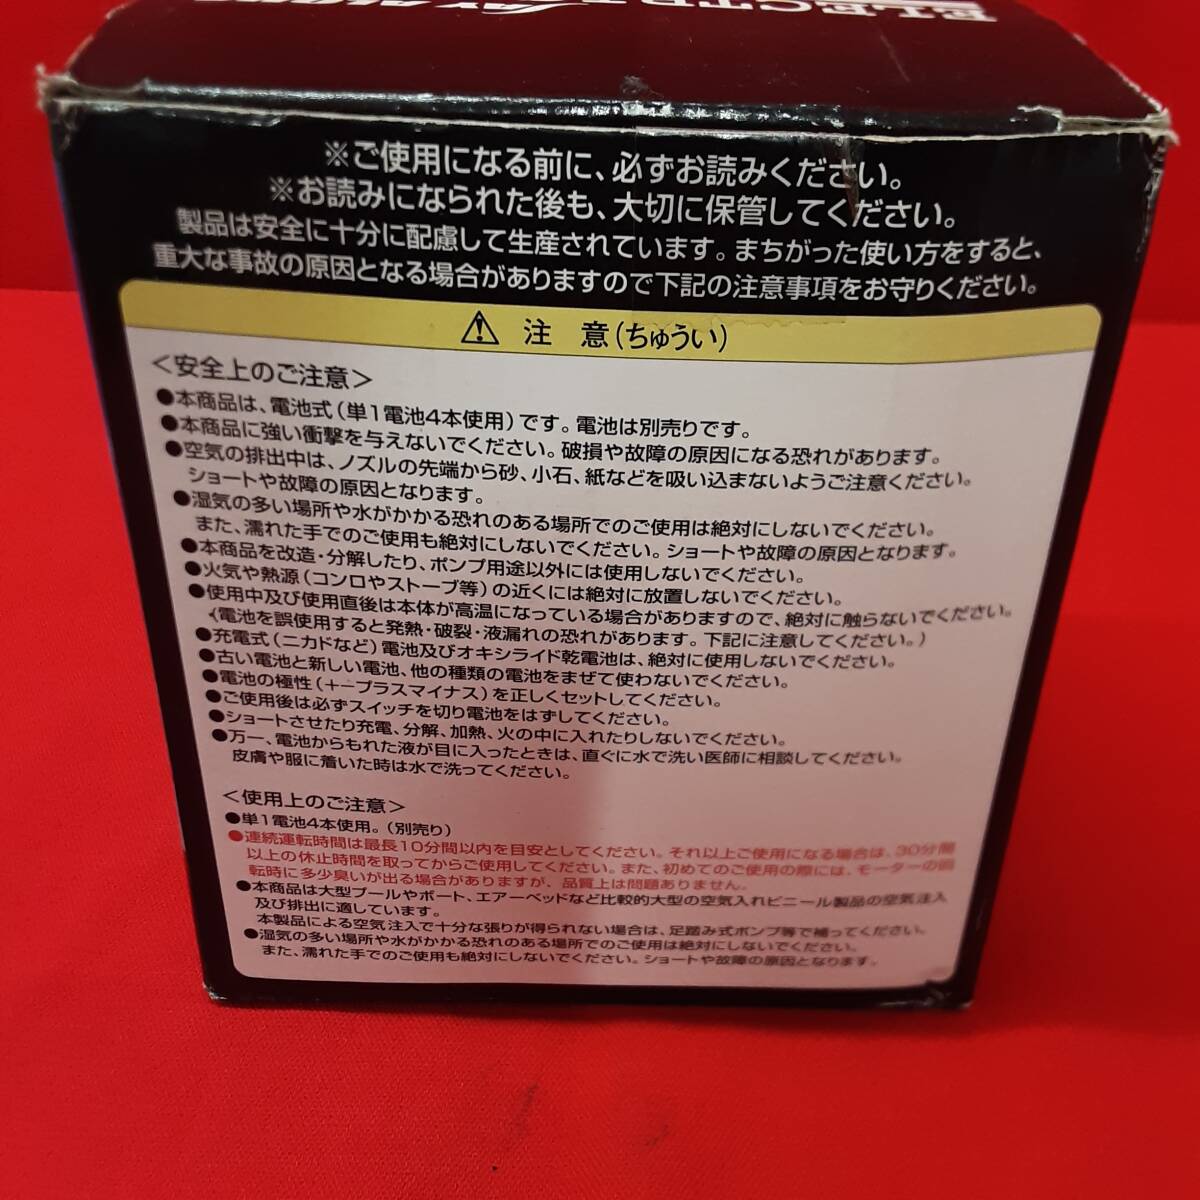 ELECTRIC
※ご使用になる前に、必ずお読みください。
※お読みになられた後も、大切に保管してください。
製品は安全に十分に配慮して生産されています。まちがった使い方をすると、
重大な事故の原因となる場合がありますので下記の注意事項をお守りください。
注 意(ちゅうい)
<安全上のご注意>
●本商品は、電池式(単1電池4本使用)です。電池は別売りです。
●本商品に強い衝撃を与えないでください。破損や故障の原因になる恐れがあります。
●空気の排出中は、ノズルの先端から砂、小石、紙などを吸い込まないようご注意ください。
ショートや故障の原因となります。
●湿気の多い場所や水がかかる恐れのある場所でのご使用は絶対にしないでください。
また、濡れた手でのご使用も絶対にしないでください。ショートや故障の原因となります。
●本商品を改造・分解したり、ポンプ用途以外には使用しないでください。
●火気や熱源(コンロやストーブ等)の近くには絶対に放置しないでください。
●使用中及び使用直後は本体が高温になっている場合がありますので、絶対に触らないでください。
(電池を誤使用すると発熱・破裂・液漏れの恐れがあります。下記に注意してください。)
●充電式(ニカドなど)電池及びオキシライド乾電池は、絶対に使用しないでください。
●古い電池と新しい電池、他の種類の電池をまぜて使わないでください。
●電池の極性(+-プラスマイナス)を正しくセットしてください。
●ご使用後は必ずスイッチを切り電池をはずしてください。
●ショートさせたり充電、分解、加熱、火の中に入れたりしないでください。
●万一、電池からもれた液が目に入ったときは、直ぐに水で洗い医師に相談してください。
皮膚や服に着いた時は水で洗ってください。
<使用上のご注意>
●単1電池4本使用。(別売り)
●連続運転時間は最長10分間以内を目安としてください。それ以上ご使用になる場合は、30分間
以上の休止時間を取ってからご使用してください。また、初めてのご使用の際には、モーターの回
転時に多少臭いが出る場合がありますが、品質上は問題ありません。
●本商品は大型プールやボート、エアーベッドなど比較的大型の空気入れビニール製品の空気注入
及び排出に適しています。
本製品による空気注入で十分な張りが得られない場合は、足踏み式ポンプ等で補ってください。
●湿気の多い場所や水がかかる恐れのある場所でのご使用は絶対にしないでください。
また、濡れた手でのご使用も絶対にしないでください。ショートや故障の原因となります。